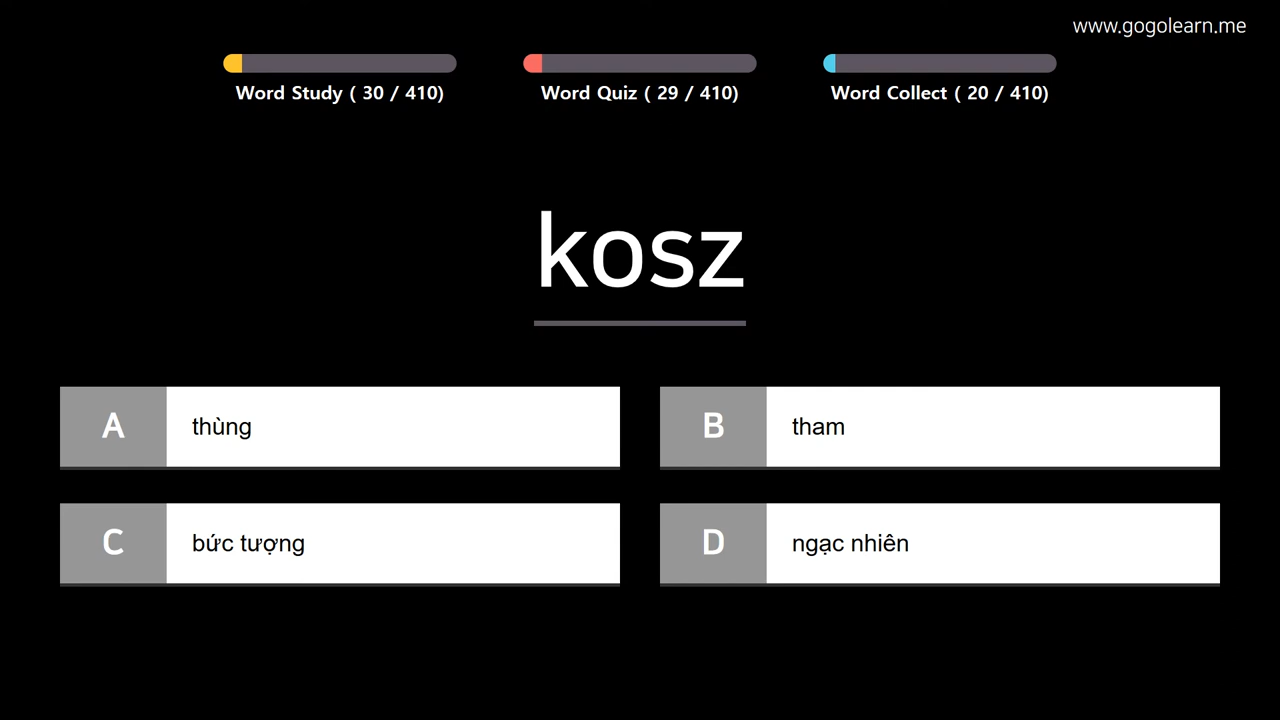 www.gogolearn.me
Word Study ( 30 / 410)
Word Quiz ( 29 / 410)
Word Collect ( 20 / 410)
kosz
A thùng
B tham
C bức tượng
D ngạc nhiên